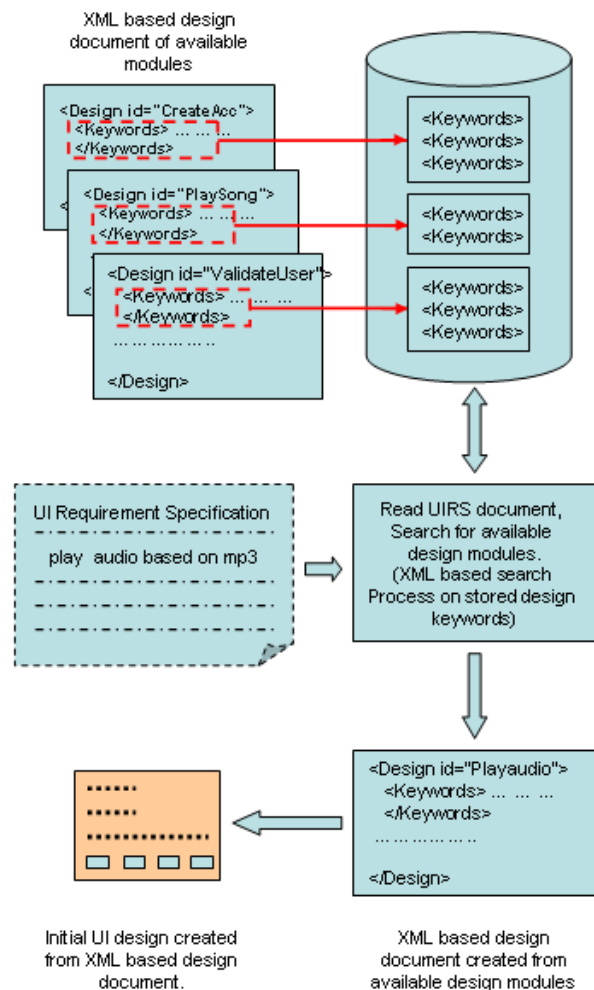 XML based design
document of available
modules
<Design id="CreateAcc">
<Keywords> ... ... ...
</Keywords>
<Design id="PlaySong">
<Keywords> ... ... ...
</Keywords>
<Design id="ValidateUser">
<Keywords> ... ... ...
</Keywords>
... ... ... ... ... ..
</Design>
<Keywords>
<Keywords>
<Keywords>
<Keywords>
<Keywords>
<Keywords>
<Keywords>
<Keywords>
UI Requirement Specification
play audio based on mp3
Read UIRS document,
Search for available
design modules.
(XML based search
Process on stored design
keywords)
<Design id="Playaudio">
<Keywords> ... ... ...
</Keywords>
... ... ... ... ... ..
</Design>
Initial UI design created
from XML based design
document.
XML based design
document created from
available design modules